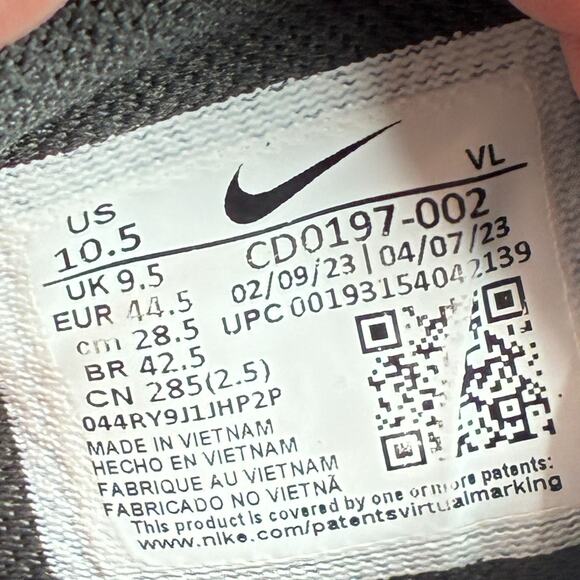 VL
US
10.5
CD0197-002
UK 9.5
02/09/23 | 04/07/23
EUR 44.5
UPC 00193154042139
cm 28.5
BR 42.5
CN 285(2.5)
044RY9J1JHP2P
MADE IN VIETNAM
HECHO EN VIETNAM
FABRIQUE AU VIETNAM
FABRICADO NO VIETNÃ
This product is covered by one or more patents:
www.nike.com/patentsvirtualmarking